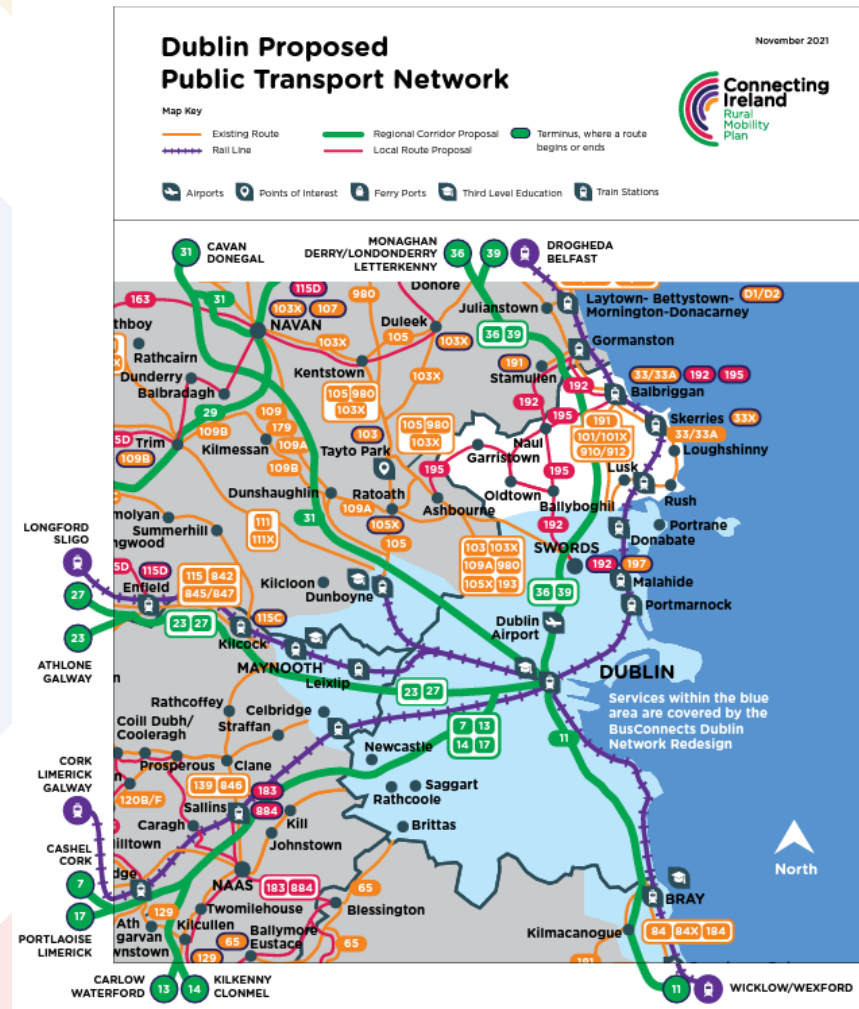 Dublin Proposed
Public Transport Network
November 2021
Connecting
Ireland
Rural
Mobility
Plan
Map Key
Existing Route
Rail Line
Regional Corridor Proposal
Local Route Proposal
Terminus, where a route
begins or ends
Airports
Points of Interest
Ferry Ports
Third Level Education
Train Stations
31
CAVAN
DONEGAL
MONAGHAN
DERRY/LONDONDERRY
LETTERKENNY
36
39
DROGHEDA
BELFAST
163
31
115D
103X
107
980
Donore
Julianstown
Laytown- Bettystown-
Mornington-Donacarney
D1/D2
thboy
NAVAN
103X
105
Duleek
103X
36 39
Gormanston
Rathcairn
Kentstown
103X
191
Stamullen
192
33/33A
192
195
Balbriggan
Dunderry
Balbradagh
105 980
103X
192
195
191
101/101X
910/912
Skerries
33X
33/33A
Loughshinny
29
109
179
109A
109B
5D
Trim
109B
Kilmessan
109B
103
Tayto Park
105 980
103X
195
Naul
Garristown
195
Oldtown
Ballyboghil
Lusk
Rush
Dunshaughlin
Ratoath
109A
105X
105
Ashbourne
192
Portrane
Donabate
molyan
Summerhill
ngwood
111
111X
31
103 103X
109A 980
105X 193
SWORDS
192
197
Malahide
Portmarnock
LONGFORD
SLIGO
5D
115D
Enfield
115 842
845/847
Kilcloon
Dunboyne
36 39
Dublin
Airport
27
23
ATHLONE
GALWAY
23 27
115C
Kilcock
MAYNOOTH
Leixlip
23 27
DUBLIN
Services within the blue
area are covered by the
BusConnects Dublin
Network Redesign
Rathcoffey
Celbridge
Straffan
Coill Dubh/
Cooleragh
Prosperous
Clane
7 13
14 17
11
Newcastle
Saggart
Rathcoole
Brittas
CORK
LIMERICK
GALWAY
139 846
183
884
120B/F
Sallins
Caragh
Kill
Johnstown
illtown
North
CASHEL
CORK
7
17
PORTLAOISE
LIMERICK
dge
NAAS
183 884
65
Blessington
BRAY
129
Twomilehouse
Kilcullen
Ath
garvan
wnstown
65
129
Ballymore
Eustace
65
Kilmacanogue
84 84X 184
CARLOW
WATERFORD
13
14
KILKENNY
CLONMEL
11
WICKLOW/WEXFORD